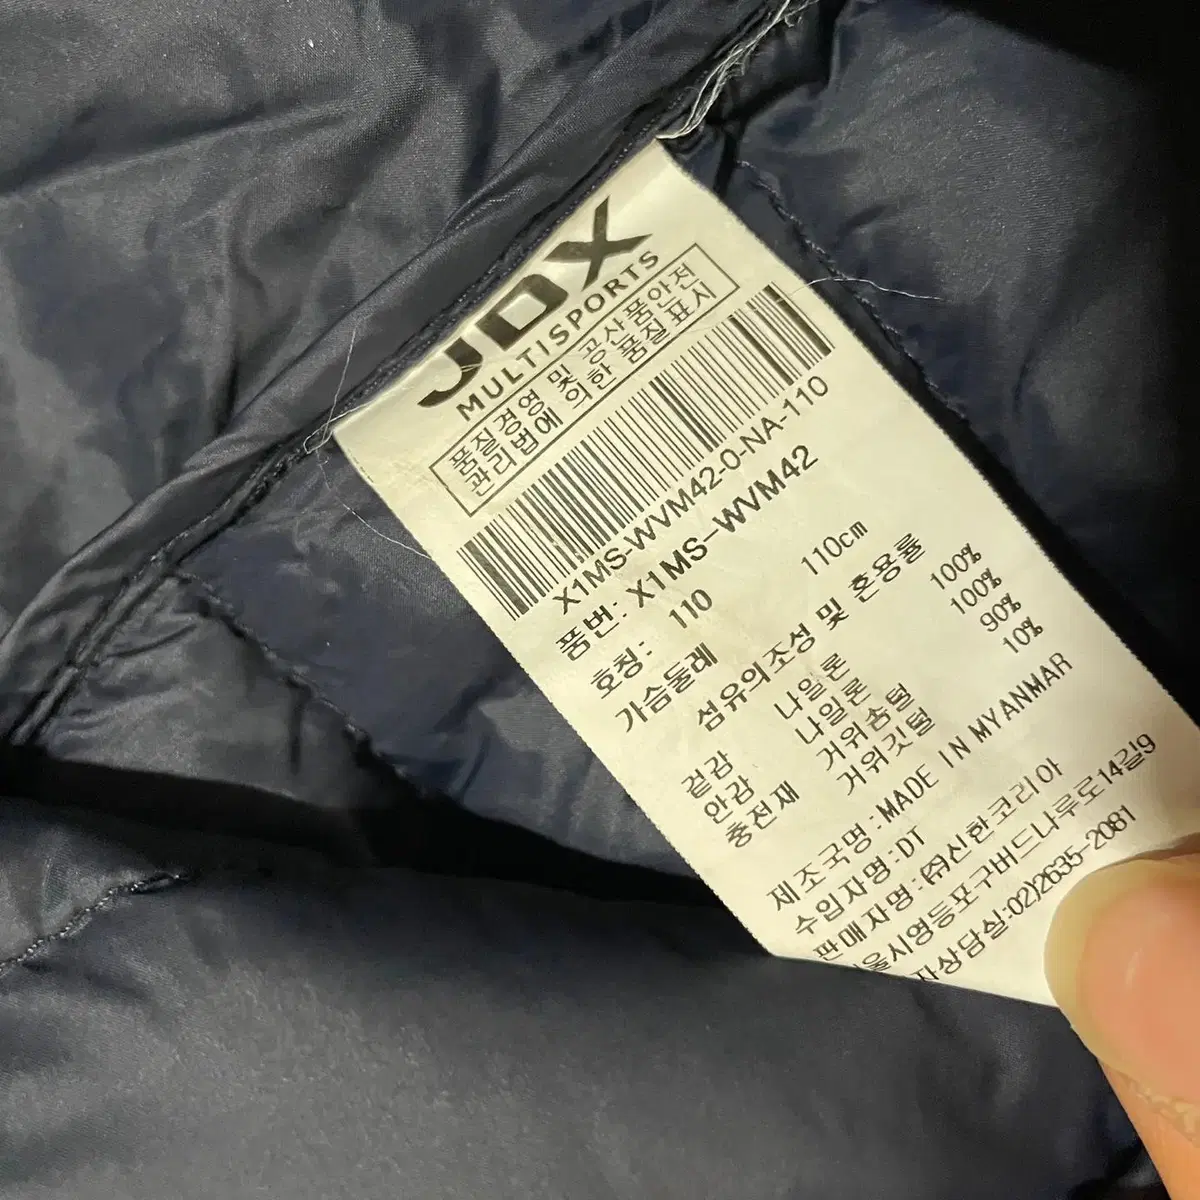 JDX
MULTISPORTS
품질경영 및 공산품안전
관리법에 의한 품질표시
X1MS-WVM42-0-NA-110
품번: X1MS-WVM42
호칭: 110
가슴둘레 110cm
섬유의조성 및 혼용률
겉감 나일론 100%
안감 나일론 100%
충전재 거위솜털 90%
거위깃털 10%
제조국명:MADE IN MYANMAR
수입자명:DT
판매자명:(주)신한코리아
울시영등포구버드나루로14길9
자상담실:02)2635-2081